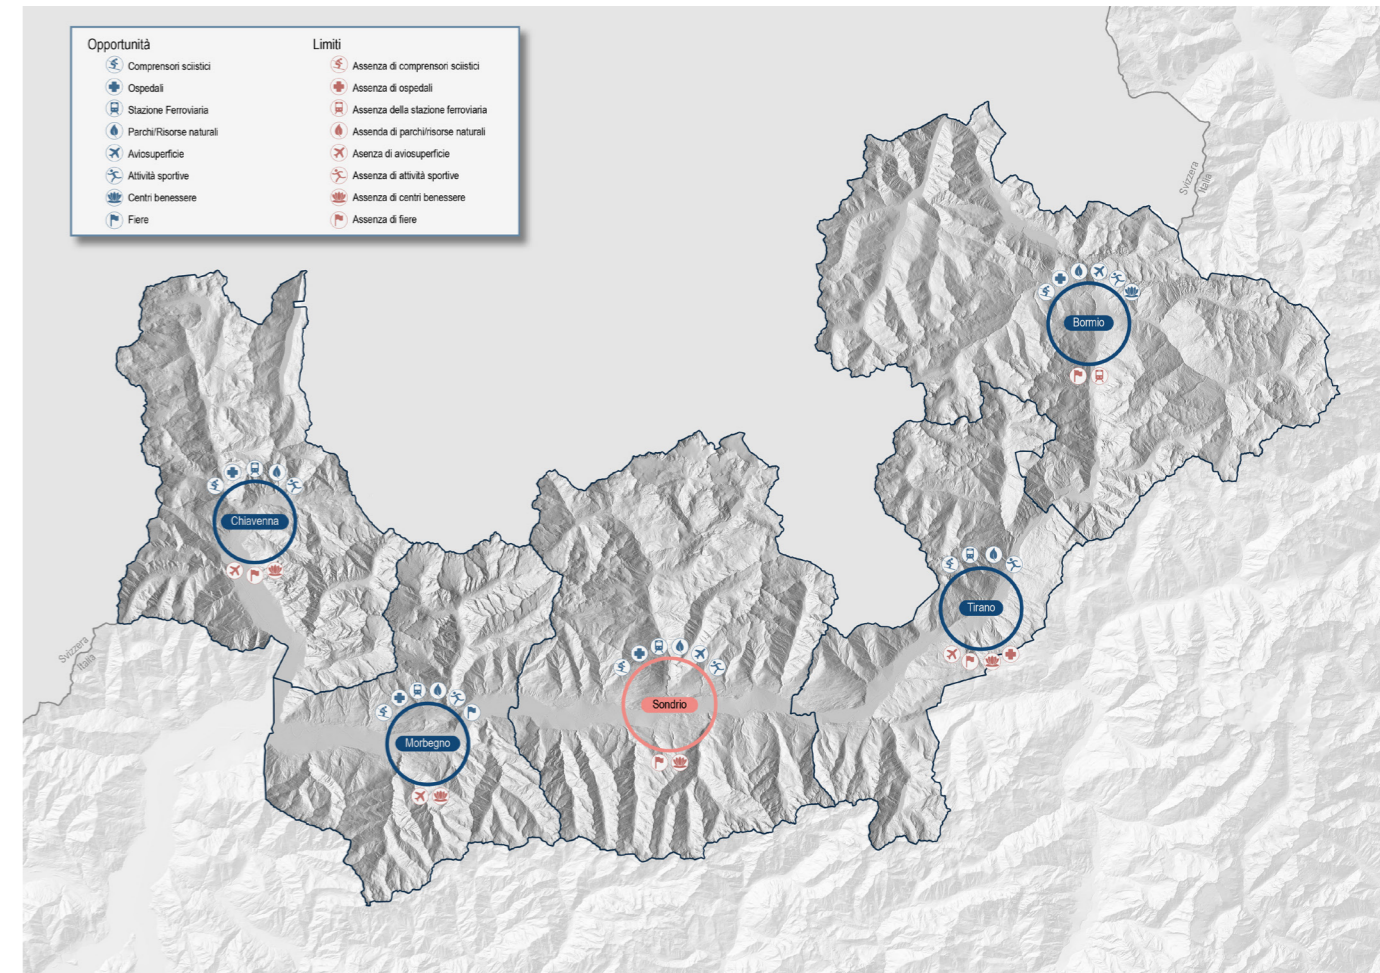 Opportunità
Comprensori sciistici
Ospedali
Stazione Ferroviaria
Parchi/Risorse naturali
Aviosuperficie
Attività sportive
Centri benessere
Fiere
Limiti
Assenza di comprensori sciistici
Assenza di ospedali
Assenza della stazione ferroviaria
Assenda di parchi/risorse naturali
Asenza di aviosuperficie
Assenza di attività sportive
Assenza di centri benessere
Assenza di fiere
Svizzera
Italia
Bormio
Chiavenna
Tirano
Svizzera
Italia
Sondrio
Morbegno